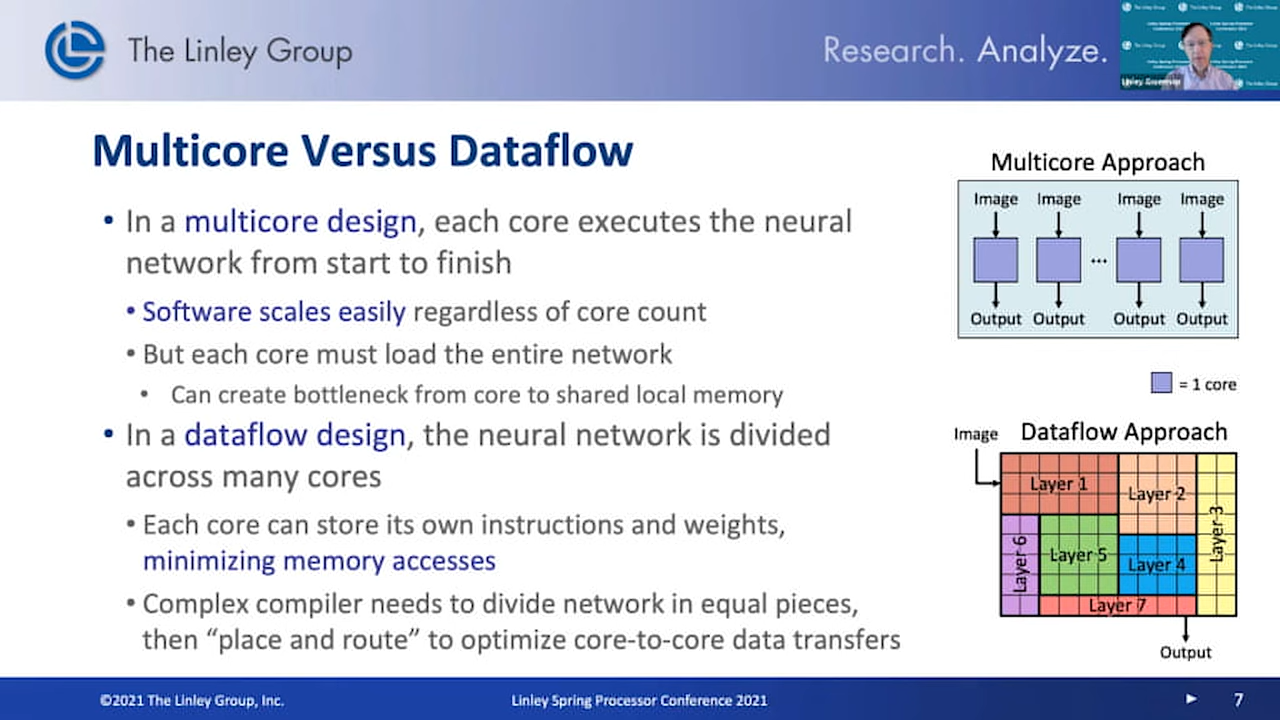 The Linley Group
Research. Analyze.
Linley Gwennap
Multicore Versus Dataflow
• In a multicore design, each core executes the neural
network from start to finish
• Software scales easily regardless of core count
• But each core must load the entire network
• Can create bottleneck from core to shared local memory
• In a dataflow design, the neural network is divided
across many cores
• Each core can store its own instructions and weights,
minimizing memory accesses
• Complex compiler needs to divide network in equal pieces,
then “place and route” to optimize core-to-core data transfers
Multicore Approach
Image Image Image Image
...
Output Output Output Output
= 1 core
Image
Dataflow Approach
Layer 1
Layer 2
Layer 3
Layer 6
Layer 5
Layer 4
Layer 7
Output
©2021 The Linley Group, Inc.
Linley Spring Processor Conference 2021
7